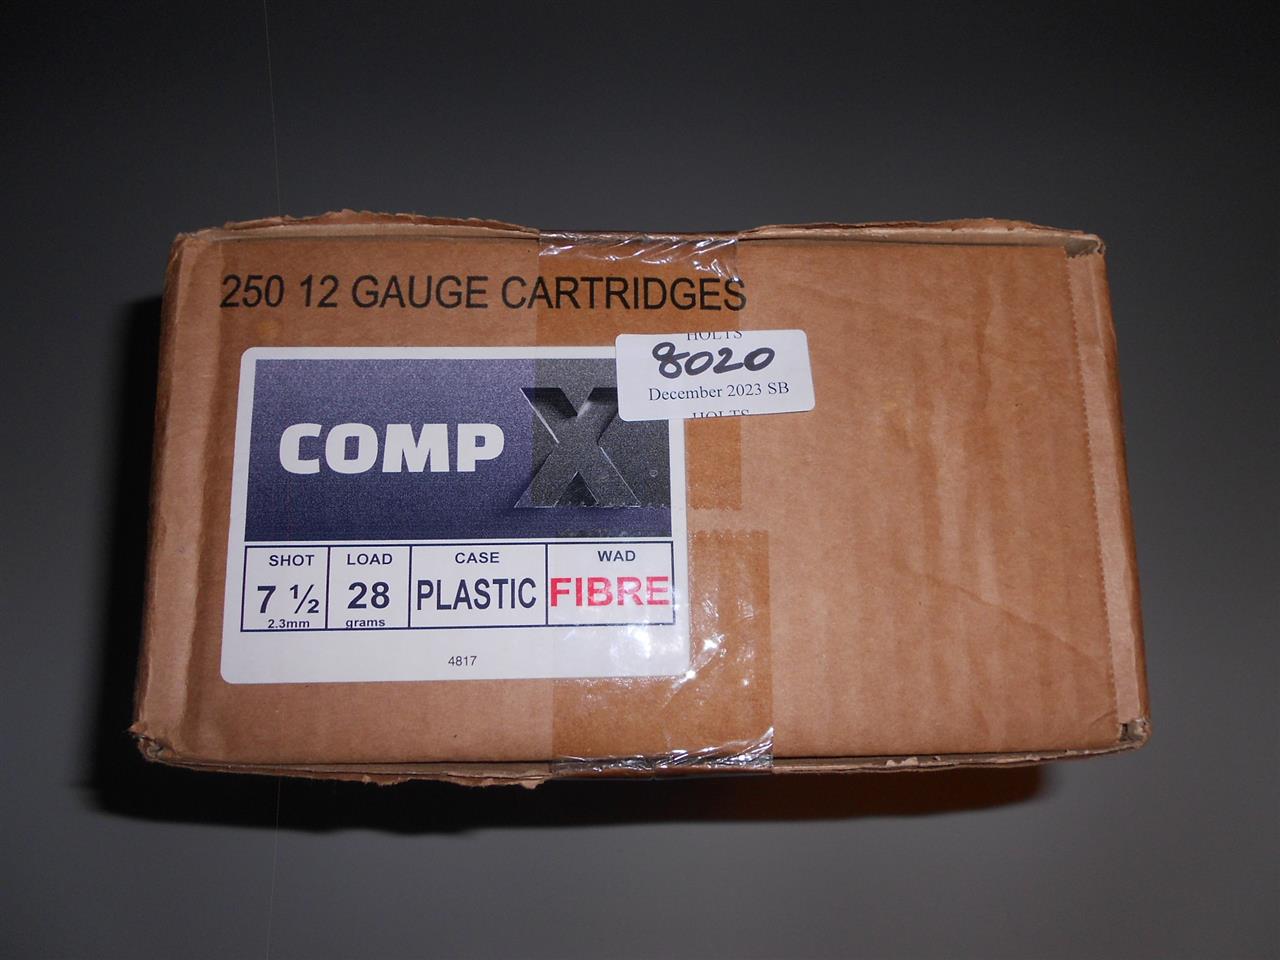 250 12 GAUGE CARTRIDGES
HOLTS
8020
December 2023 SB
HOLTS
COMP X
SHOT LOAD CASE WAD
7 ½ 28 PLASTIC FIBRE
2.3mm grams
4817